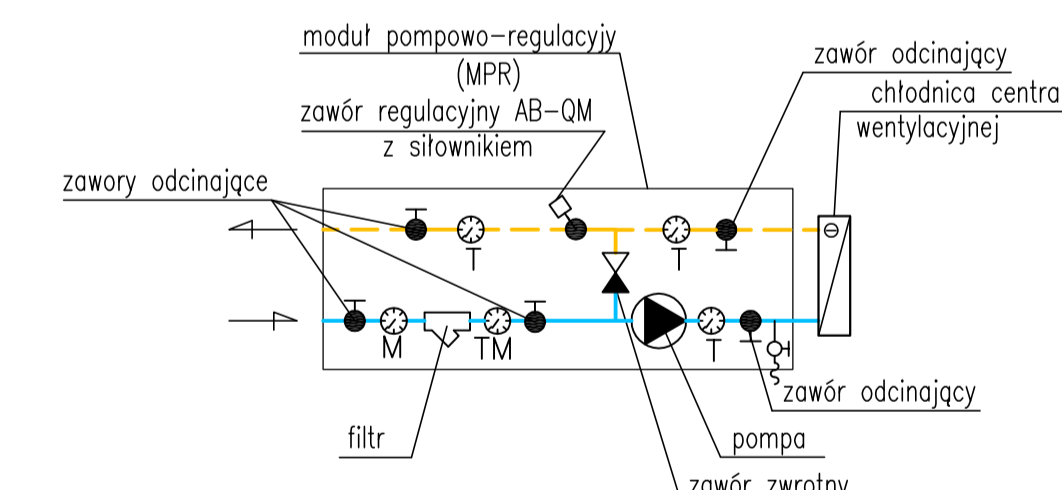 moduł pompowo-regulacyjy
(MPR)
zawór odcinający
chłodnica centra
wentylacyjnej
zawór regulacyjny AB-QM
z siłownikiem
zawory odcinające
T
T
M
TM
T
zawór odcinający
filtr
pompa
zawór zwrotny